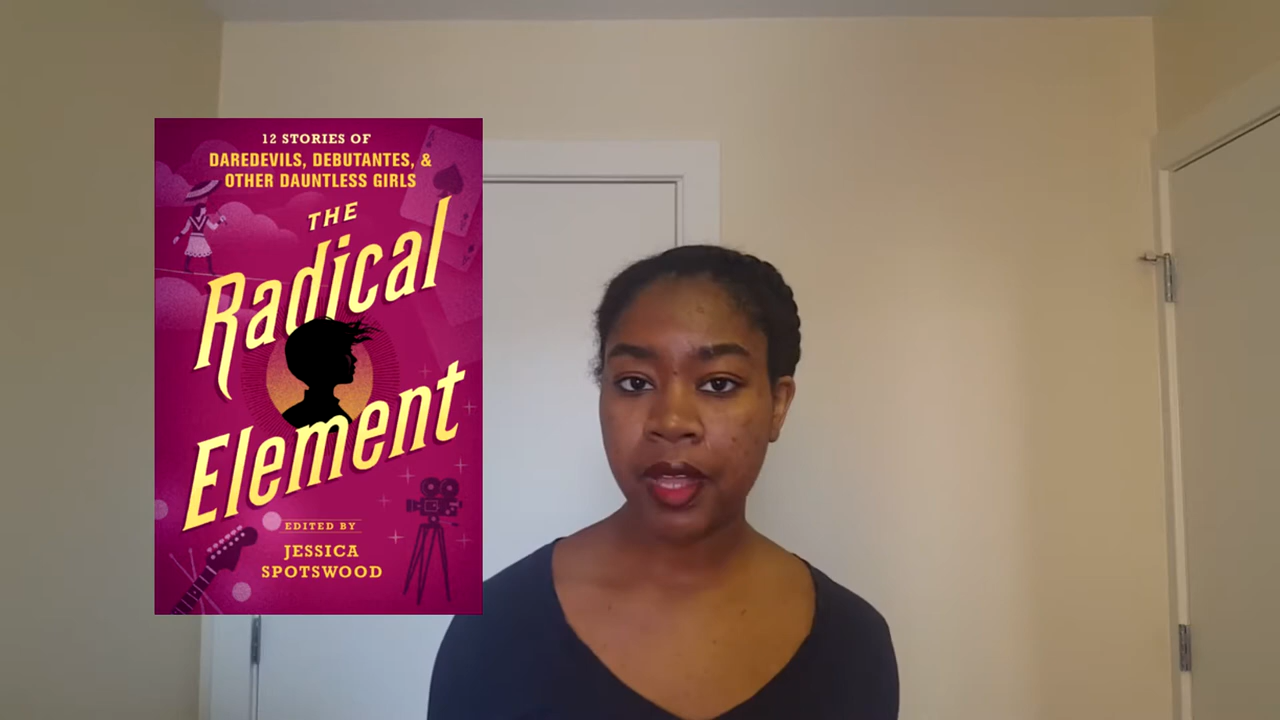 12 STORIES OF
DAREDEVILS, DEBUTANTES, &
OTHER DAUNTLESS GIRLS
THE
Radical
Element
EDITED BY
JESSICA
SPOTSWOOD